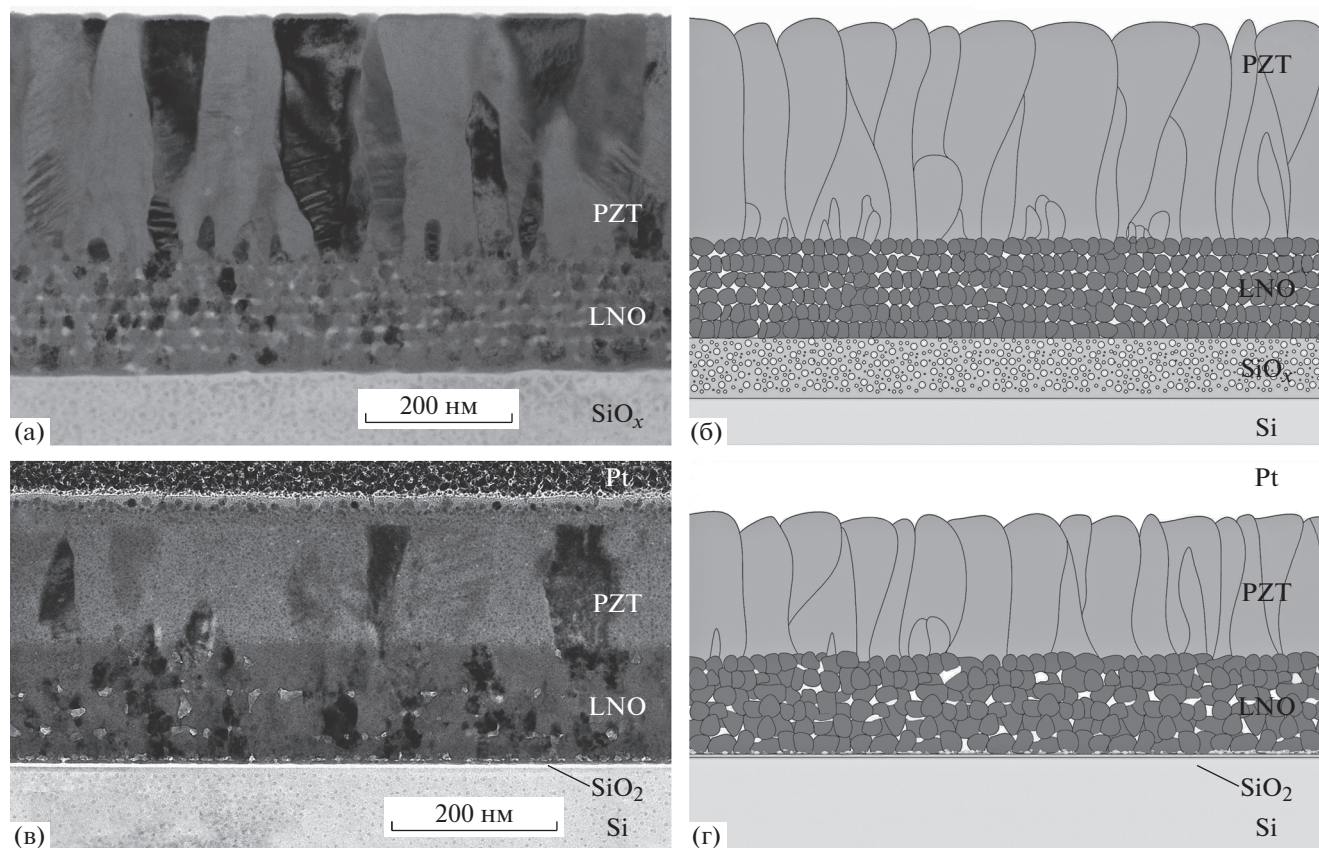 PZT
LNO
200 нм
SiOx
(а)
PZT
LNO
SiOx
Si
(б)
Pt
PZT
LNO
SiO2
200 нм
Si
(в)
Pt
PZT
LNO
SiO2
Si
(г)